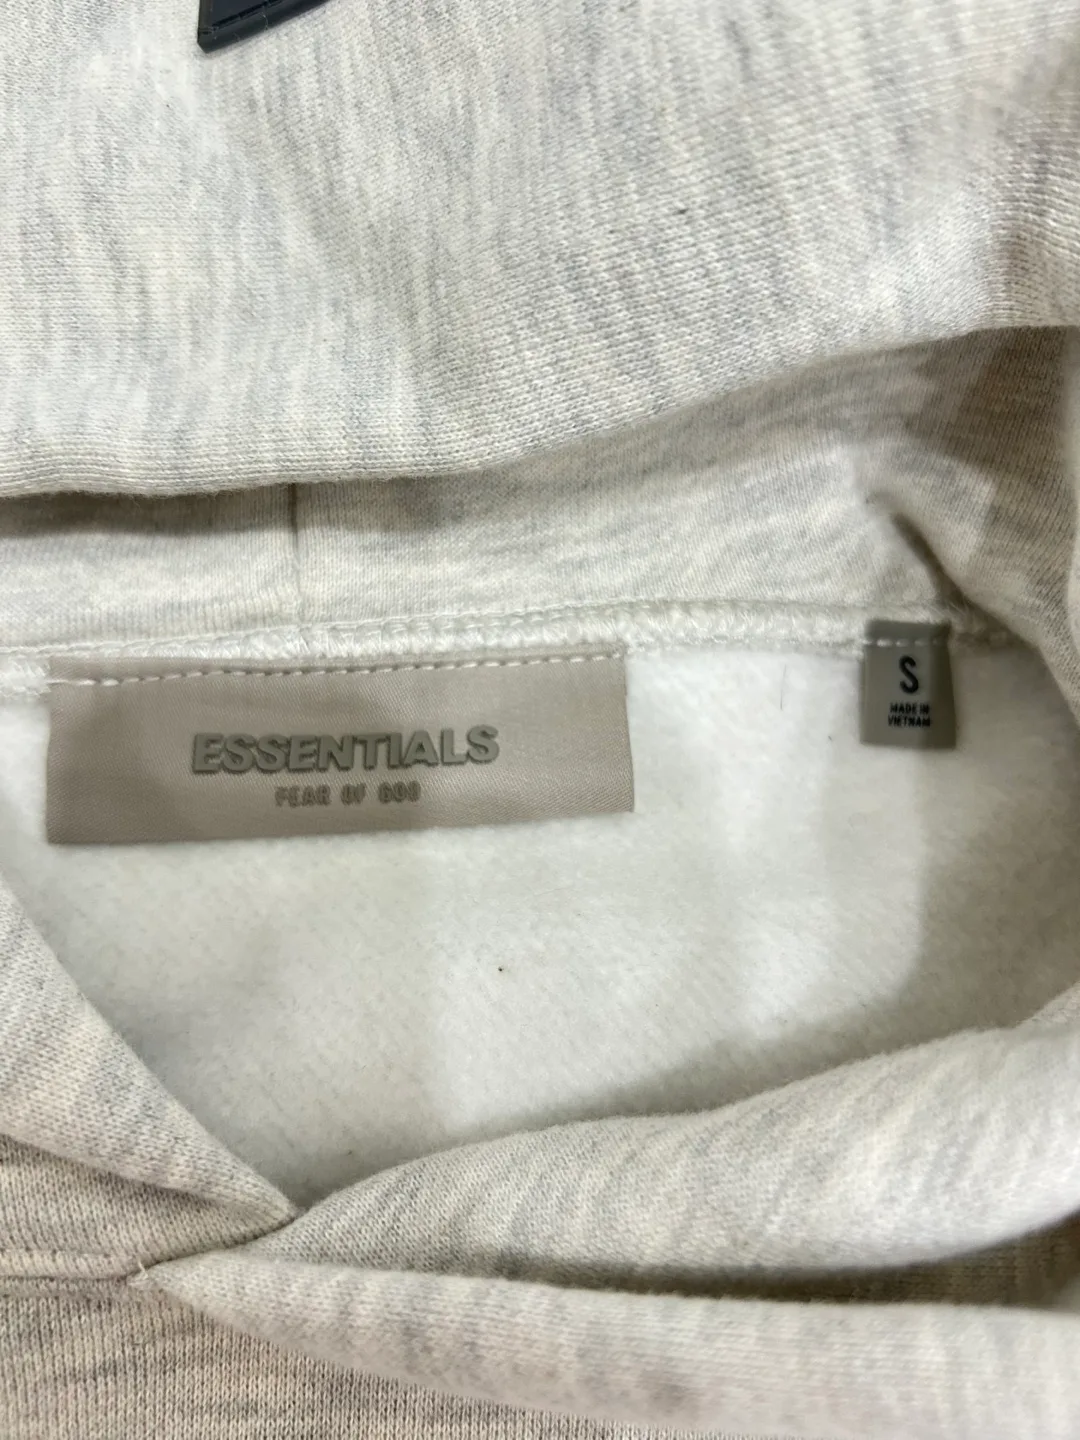 ESSENTIALS
FEAR OF GOD
S
MADE IN
VIETNAM